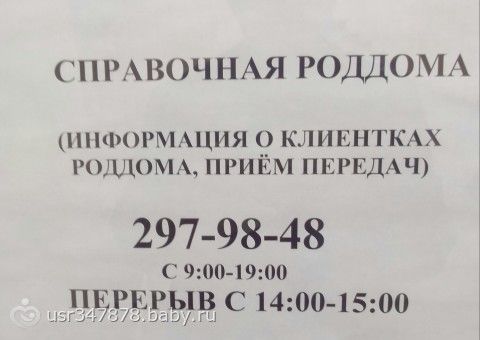 СПРАВОЧНАЯ РОДДОМА
(ИНФОРМАЦИЯ О КЛИЕНТКАХ
РОДДОМА, ПРИЁМ ПЕРЕДАЧ)
297-98-48
С 9:00-19:00
ПЕРЕРЫВ С 14:00-15:00
usr347878.baby.ru